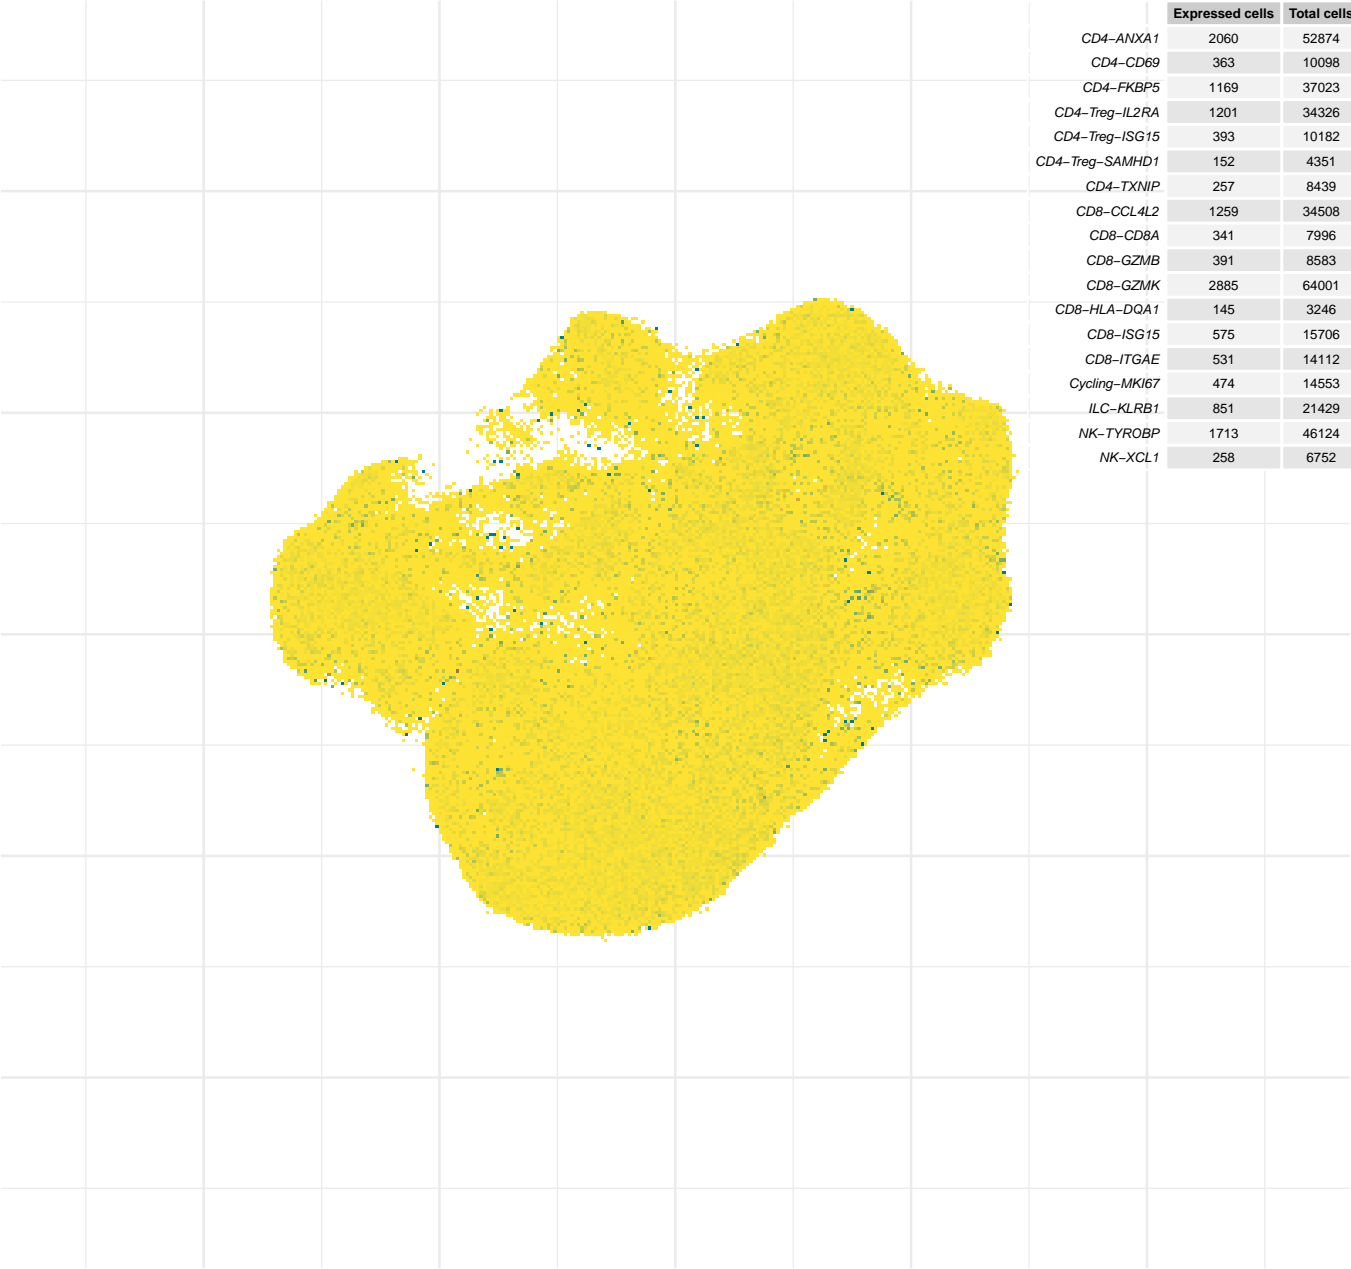 Expressed cells Total cells
CD4−ANXA1 2060 52874
CD4−CD69 363 10098
CD4−FKBP5 1169 37023
CD4−Treg−IL2RA 1201 34326
CD4−Treg−ISG15 393 10182
CD4−Treg−SAMHD1 152 4351
CD4−TXNIP 257 8439
CD8−CCL4L2 1259 34508
CD8−CD8A 341 7996
CD8−GZMB 391 8583
CD8−GZMK 2885 64001
CD8−HLA−DQA1 145 3246
CD8−ISG15 575 15706
CD8−ITGAE 531 14112
Cycling−MKI67 474 14553
ILC−KLRB1 851 21429
NK−TYROBP 1713 46124
NK−XCL1 258 6752